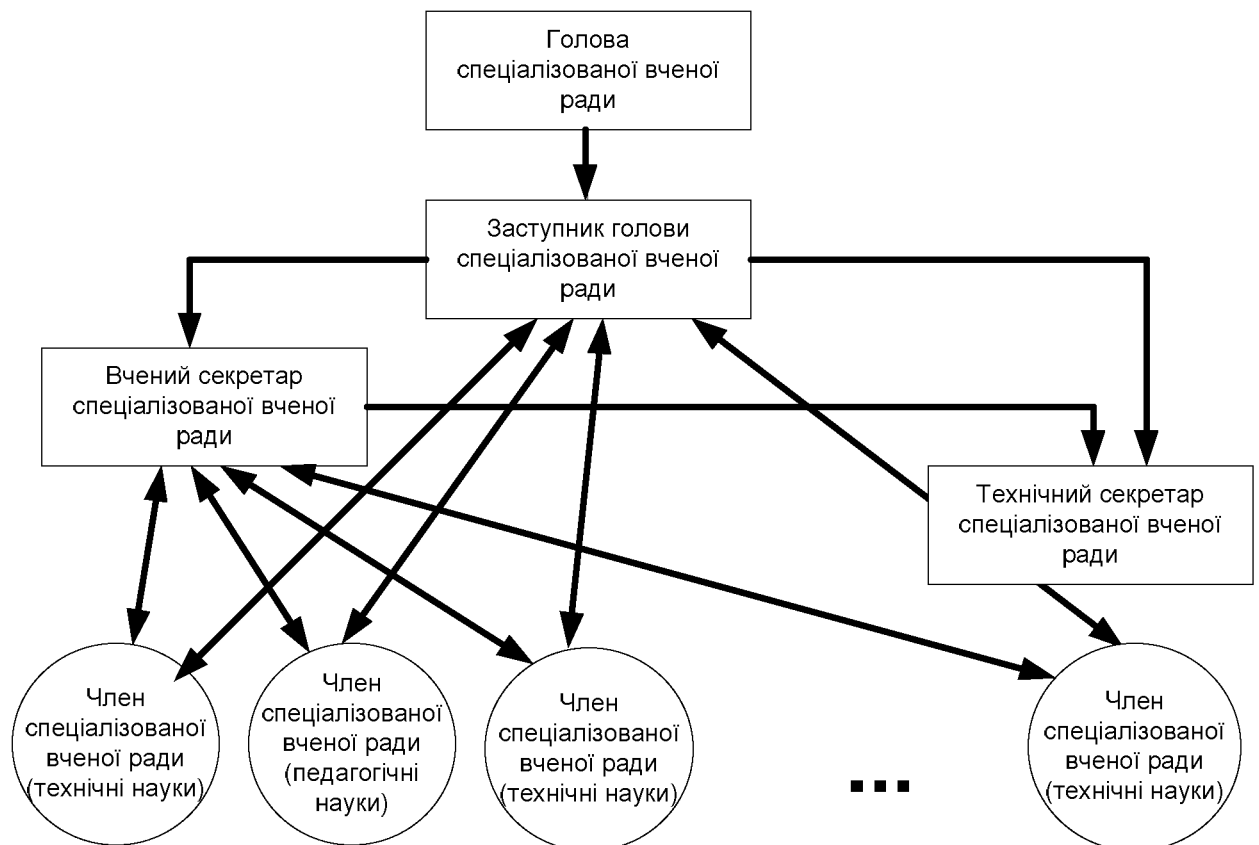 Голова
спеціалізованої вченої
ради
Заступник голови
спеціалізованої вченої
ради
Вчений секретар
спеціалізованої вченої
ради
Технічний секретар
спеціалізованої вченої
ради
Член
спеціалізованої
вченої ради
(технічні науки)
Член
спеціалізованої
вченої ради
(педагогічні
науки)
Член
спеціалізованої
вченої ради
(технічні науки)
...
Член
спеціалізованої
вченої ради
(технічні науки)